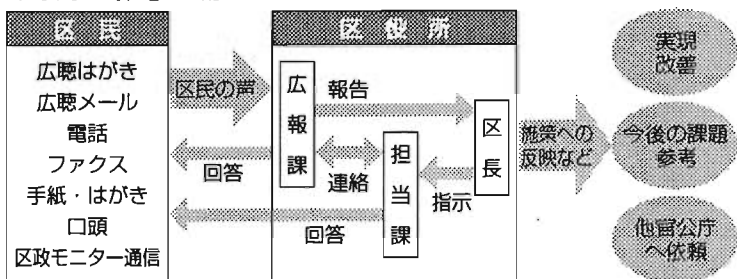 区民
広聴はがき
広聴メール
電話
ファクス
手紙・はがき
口頭
区政モニター通信
区民の声
回答
回答
区役所
広報課
報告
連絡
担当課
指示
区長
施策への
反映など
実現
改善
今後の課題
参考
他官公庁
へ依頼